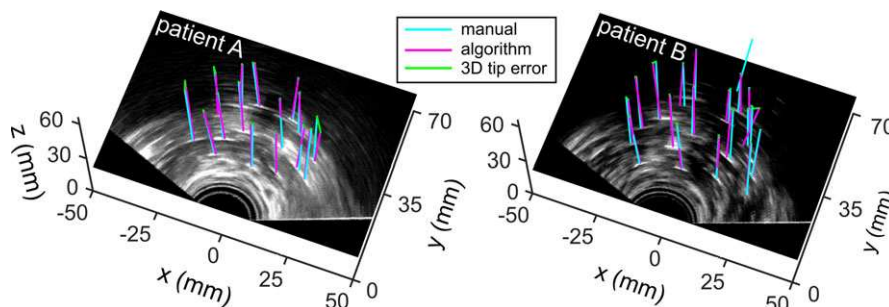 patient A
manual
algorithm
3D tip error
patient B
z (mm)
60
30
0
-50
-25
0
25
50
x (mm)
0
35
70
y (mm)
60
30
0
-50
-25
0
25
50
x (mm)
0
35
70
y (mm)